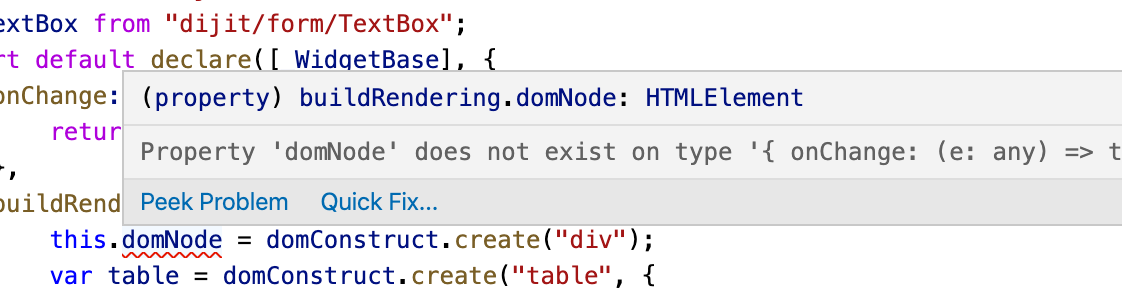 extBox from "dijit/form/TextBox";
rt default declare([ WidgetBase], {
onChange:
(property) buildRendering.domNode: HTMLElement
retur
Property 'domNode' does not exist on type '{ onChange: (e: any) => t
},
buildRend
Peek Problem Quick Fix...
this.domNode = domConstruct.create("div");
var table = domConstruct.create("table", {